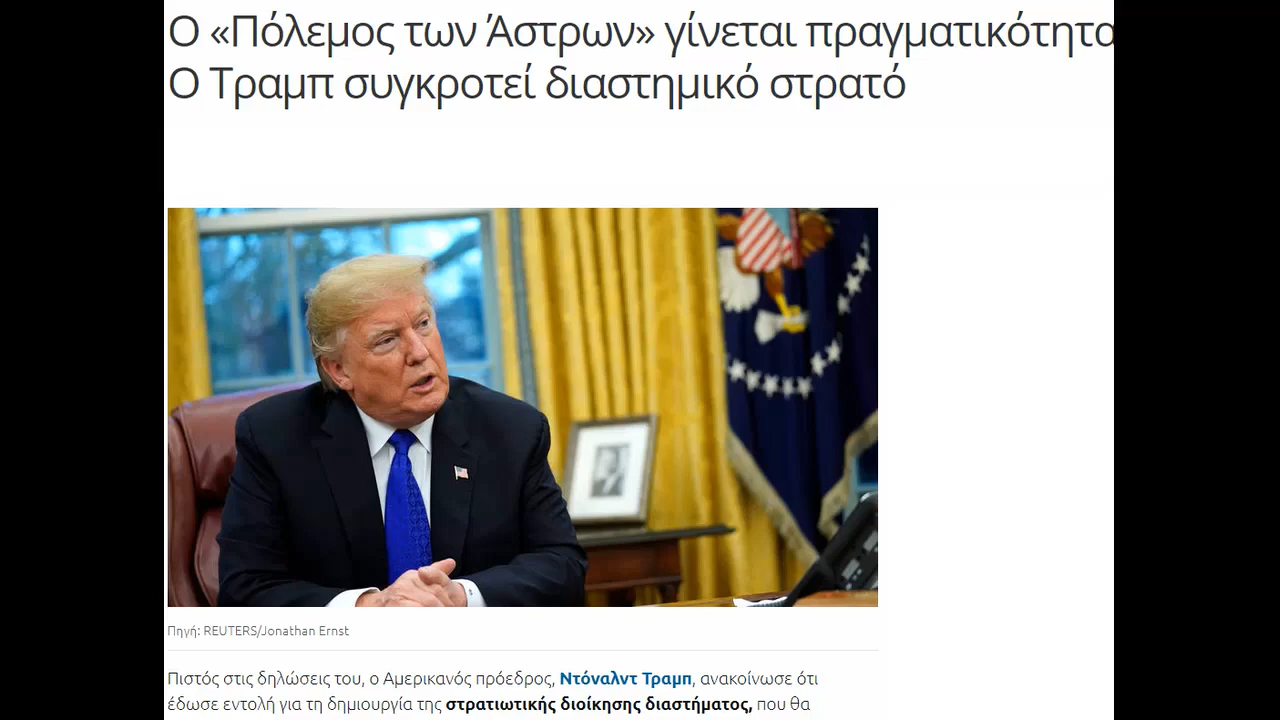 Ο «Πόλεμος των Άστρων» γίνεται πραγματικότητα
Ο Τραμπ συγκροτεί διαστημικό στρατό
Πηγή: REUTERS/Jonathan Ernst
Πιστός στις δηλώσεις του, ο Αμερικανός πρόεδρος, Ντόναλντ Τραμπ, ανακοίνωσε ότι
έδωσε εντολή για τη δημιουργία της στρατιωτικής διοίκησης διαστήματος, που θα